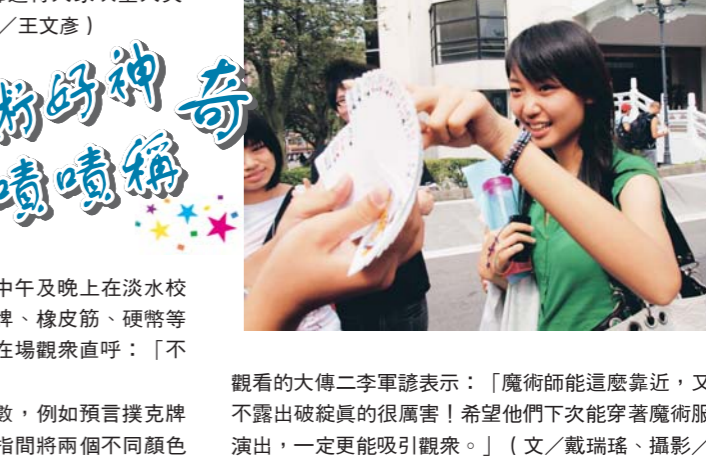 ／王文彥）
術好神奇
嘖嘖稱
中午及晚上在淡水校
牌、橡皮筋、硬幣等
在場觀衆直呼：「不
數，例如預言撲克牌
指間將兩個不同顏色
觀看的大傳二李軍諺表示：「魔術師能這麼靠近，又
不露出破綻眞的很厲害！希望他們下次能穿著魔術服
演出，一定更能吸引觀衆。」（文／戴瑞瑤、攝影／